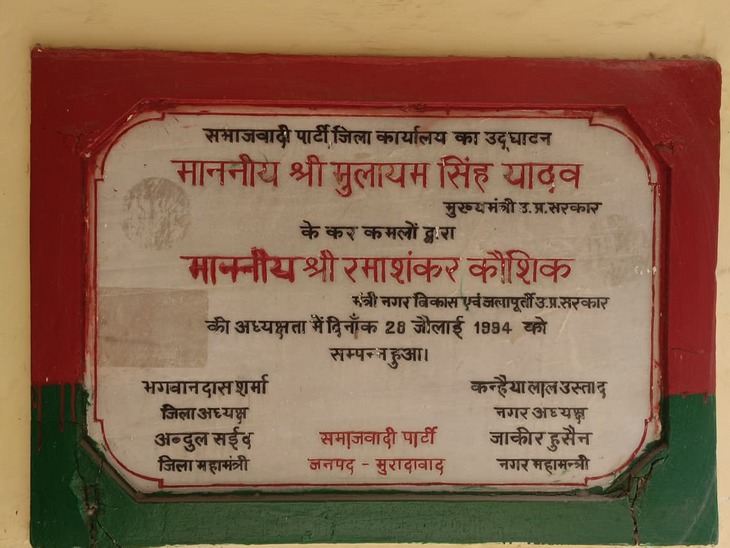 समाजवादी पार्टी जिला कार्यालय का उद्घाटन
माननीय श्री मुलायम सिंह यादव
मुख्यमंत्री उ.प्र.सरकार
के कर कमलों द्वारा
माननीय श्री रमाशंकर कौशिक
मंत्री नगर विकास एवं जलापूर्ती उ.प्र.सरकार
की अध्यक्षता में दिनाँक 28 जौलाई 1994 को
सम्पन्न हुआ।
भगवानदास शर्मा कन्हैयालाल उस्ताद
जिला अध्यक्ष नगर अध्यक्ष
अब्दुल सईद समाजवादी पार्टी जाकीर हुसैन
जिला महामंत्री जनपद - मुरादावाद नगर महामन्त्री